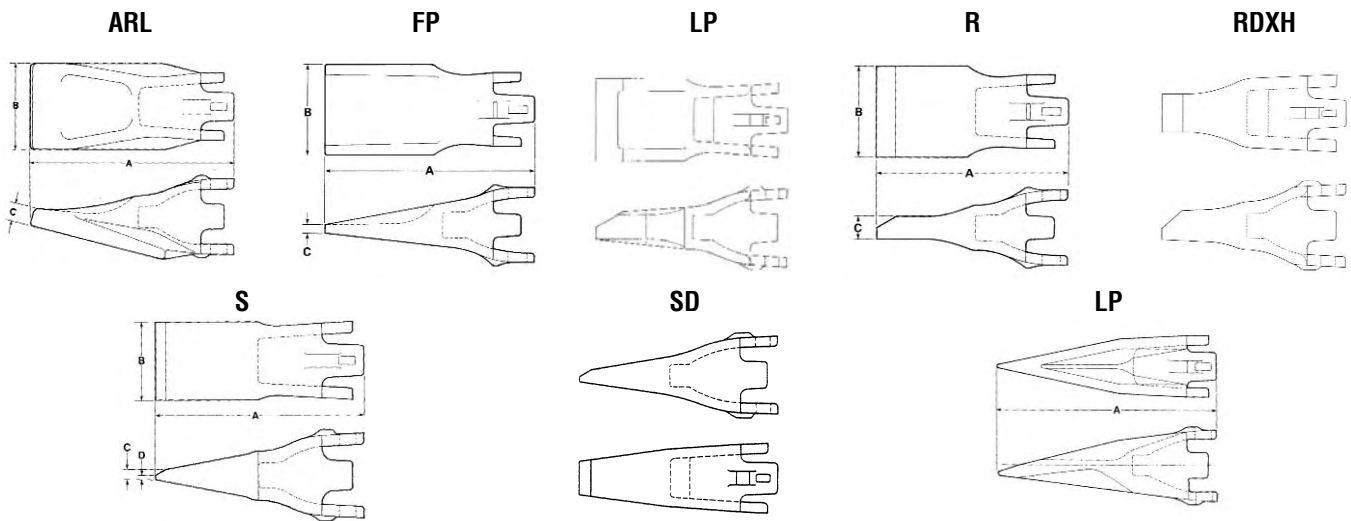 ARL FP LP R RDXH
B B B
A A A
C C C
S SD LP
B
A A
C D